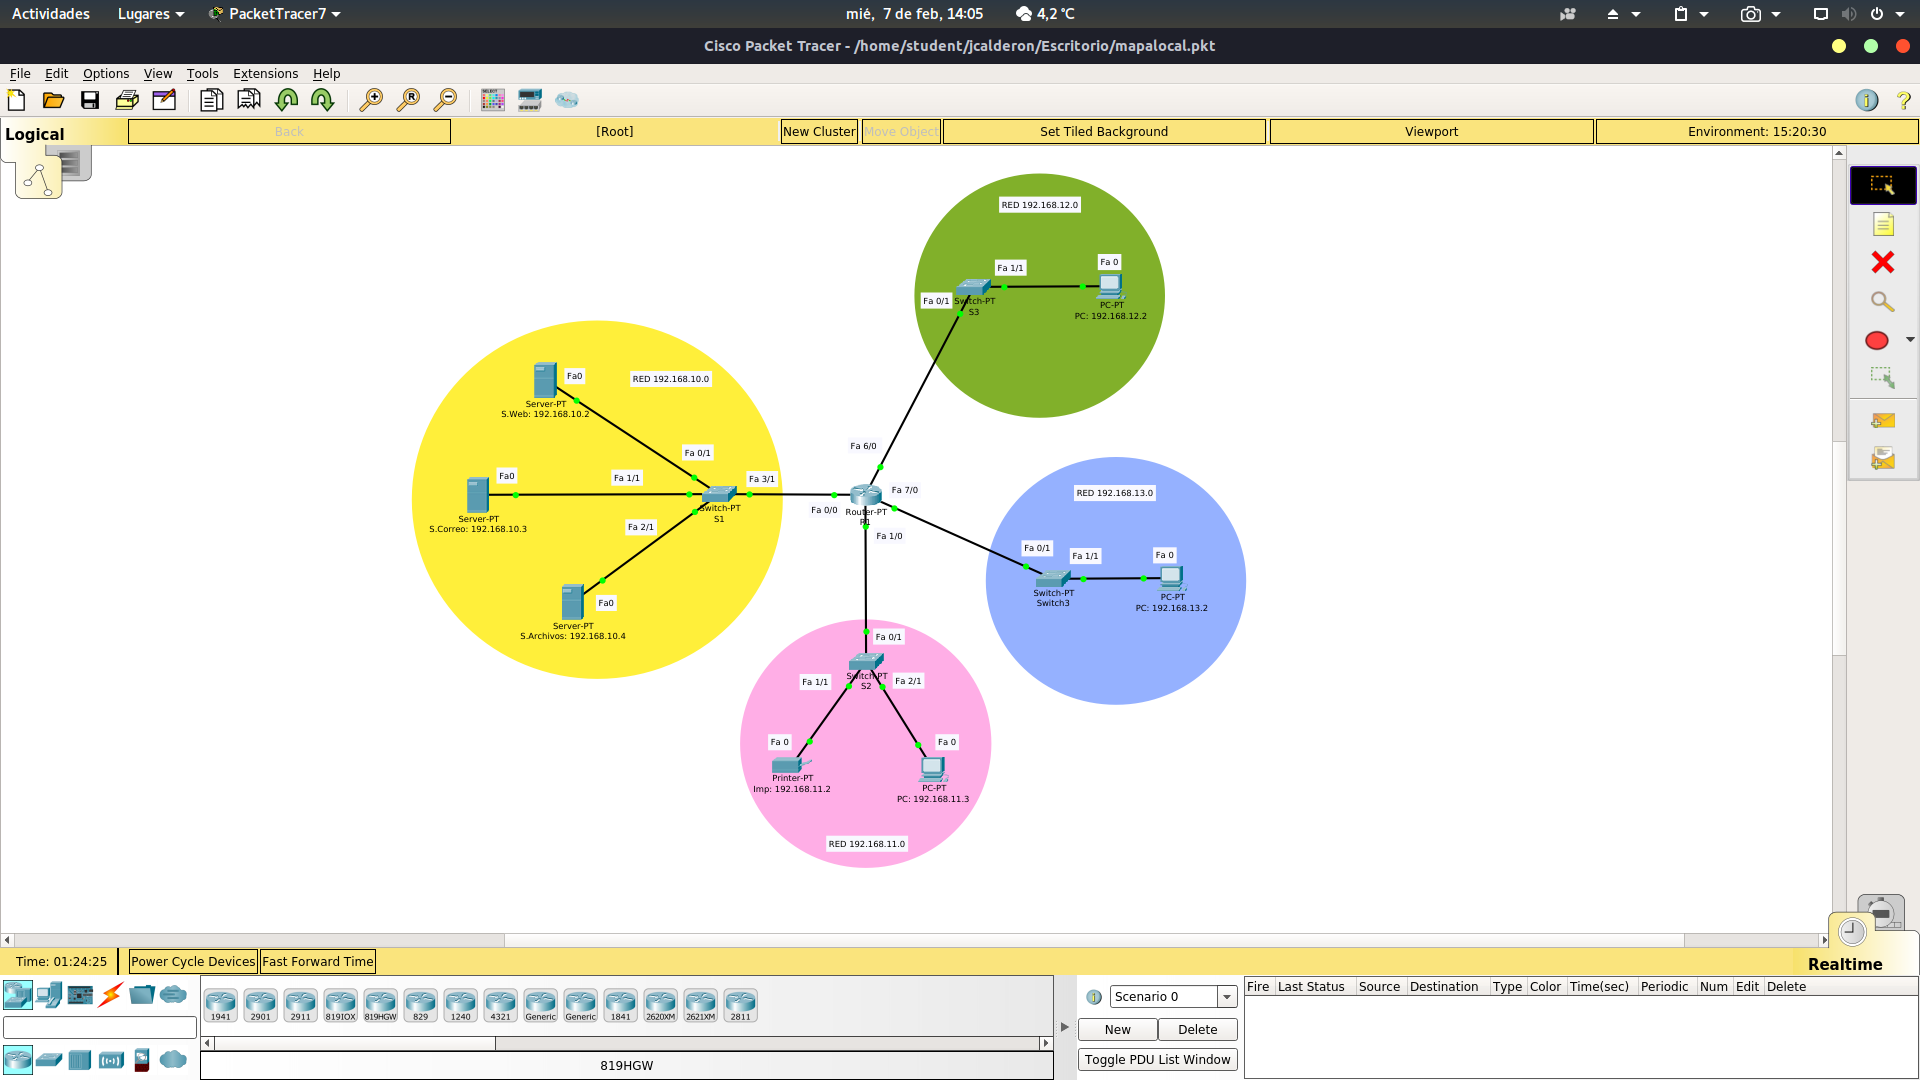 Actividades Lugares PacketTracer7 mié, 7 de feb, 14:05 4,2 °C
Cisco Packet Tracer - /home/student/jcalderon/Escritorio/mapalocal.pkt
File Edit Options View Tools Extensions Help
Logical Back [Root] New Cluster Move Object Set Tiled Background Viewport Environment: 15:20:30
RED 192.168.12.0
Fa 1/1
Fa 0
Fa 0/1
Switch-PT
S3
PC-PT
PC: 192.168.12.2
RED 192.168.10.0
Fa0
Server-PT
S.Web: 192.168.10.2
Fa 0/1
Fa0
Fa 1/1
Fa 3/1
Server-PT
S.Correo: 192.168.10.3
Switch-PT
S1
Fa 2/1
Fa0
Server-PT
S.Archivos: 192.168.10.4
Fa 6/0
Fa 7/0
Fa 0/0
Router-PT
R1
Fa 1/0
RED 192.168.13.0
Fa 0/1
Fa 1/1
Fa 0
Switch-PT
Switch3
PC-PT
PC: 192.168.13.2
Fa 0/1
Switch-PT
S2
Fa 1/1
Fa 2/1
Fa 0
Fa 0
Printer-PT
Imp: 192.168.11.2
PC-PT
PC: 192.168.11.3
RED 192.168.11.0
Time: 01:24:25 Power Cycle Devices Fast Forward Time Realtime
1941 2901 2911 819IOX 819HGW 829 1240 4321 Generic Generic 1841 2620XM 2621XM 2811
819HGW
Scenario 0
New Delete
Toggle PDU List Window
Fire Last Status Source Destination Type Color Time(sec) Periodic Num Edit Delete